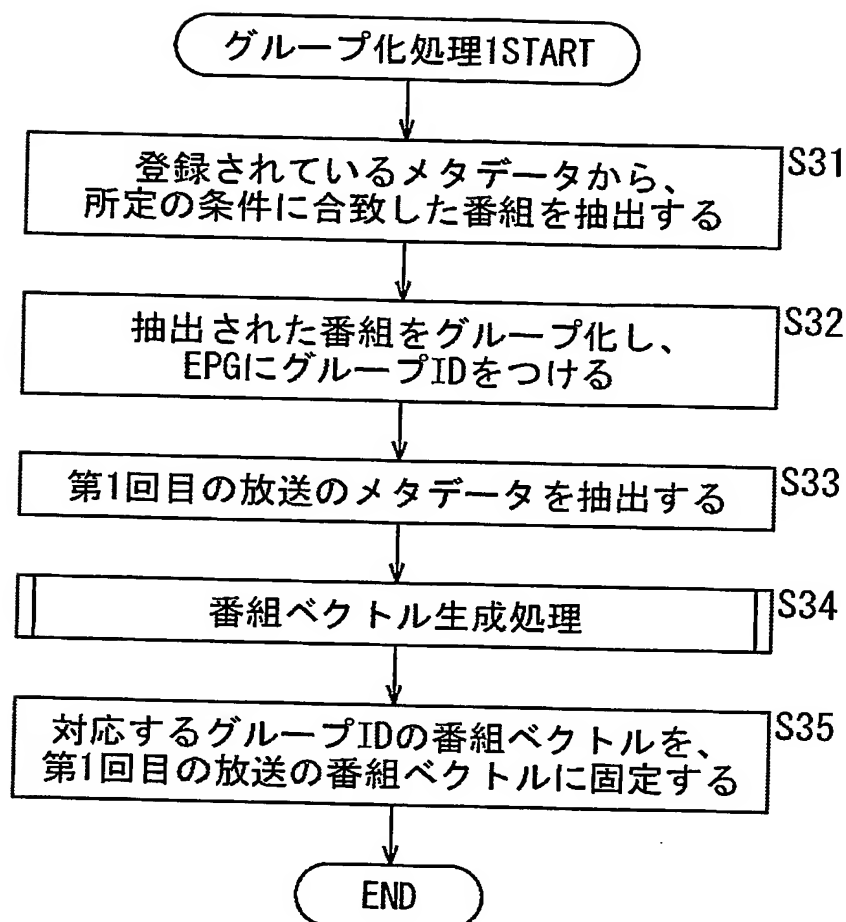 グループ化処理1START
S31
登録されているメタデータから、
所定の条件に合致した番組を抽出する
S32
抽出された番組をグループ化し、
EPGにグループIDをつける
S33
第1回目の放送のメタデータを抽出する
S34
番組ベクトル生成処理
S35
対応するグループIDの番組ベクトルを、
第1回目の放送の番組ベクトルに固定する
END